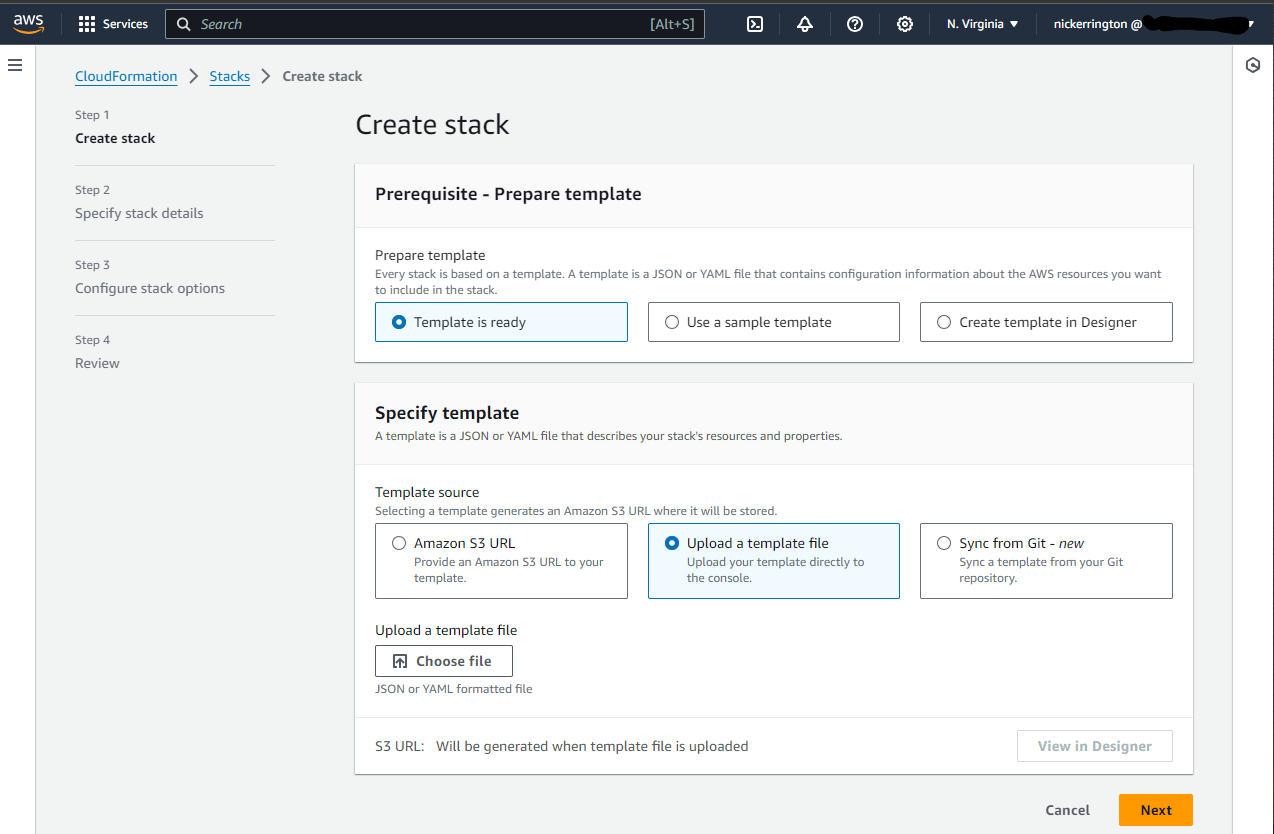 aws Services Search [Alt+S] N. Virginia nickerrington @
CloudFormation Stacks Create stack
Step 1
Create stack
Step 2
Specify stack details
Step 3
Configure stack options
Step 4
Review
Create stack
Prerequisite - Prepare template
Prepare template
Every stack is based on a template. A template is a JSON or YAML file that contains configuration information about the AWS resources you want
to include in the stack.
Template is ready
Use a sample template
Create template in Designer
Specify template
A template is a JSON or YAML file that describes your stack's resources and properties.
Template source
Selecting a template generates an Amazon S3 URL where it will be stored.
Amazon S3 URL
Provide an Amazon S3 URL to your
template.
Upload a template file
Upload your template directly to
the console.
Sync from Git - new
Sync a template from your Git
repository.
Upload a template file
Choose file
JSON or YAML formatted file
S3 URL: Will be generated when template file is uploaded
View in Designer
Cancel
Next